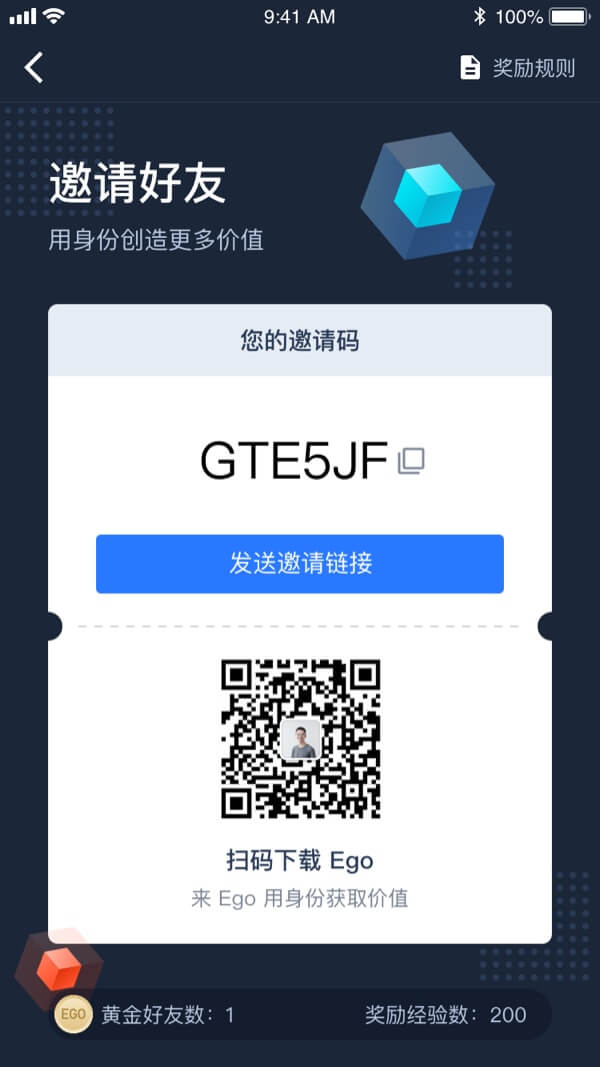 9:41 AM 100%
奖励规则
邀请好友
用身份创造更多价值
您的邀请码
GTE5JF
发送邀请链接
扫码下载 Ego
来 Ego 用身份获取价值
EGO 黄金好友数：1 奖励经验数：200